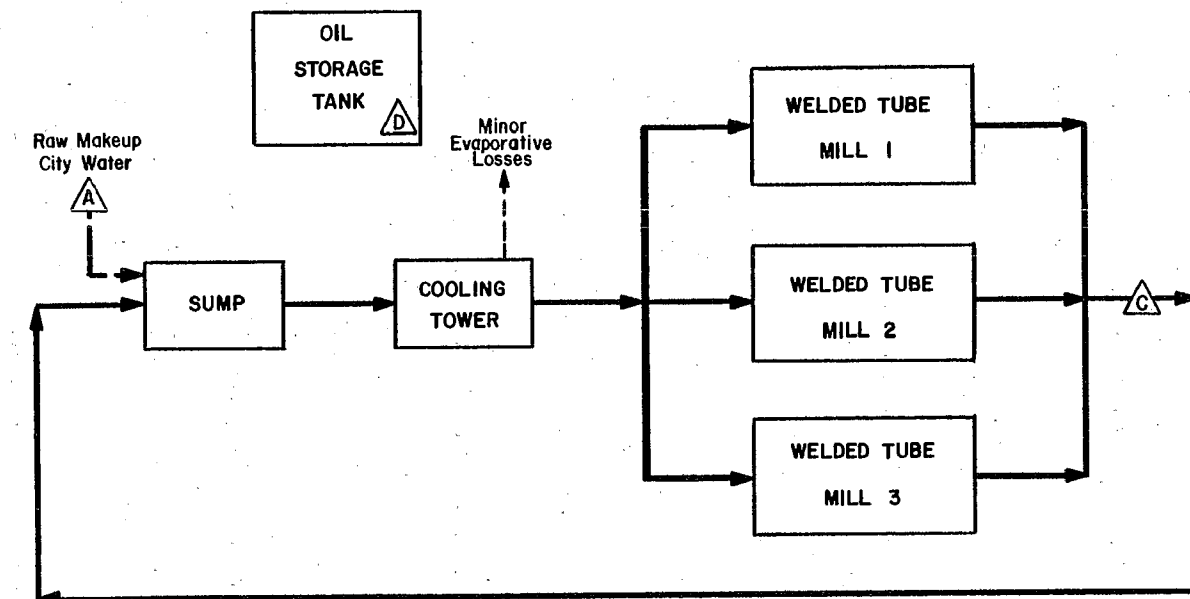 OIL
STORAGE
TANK
D
Minor
Evaporative
Losses
Raw Makeup
City Water
A
SUMP
COOLING
TOWER
WELDED TUBE
MILL 1
WELDED TUBE
MILL 2
WELDED TUBE
MILL 3
C